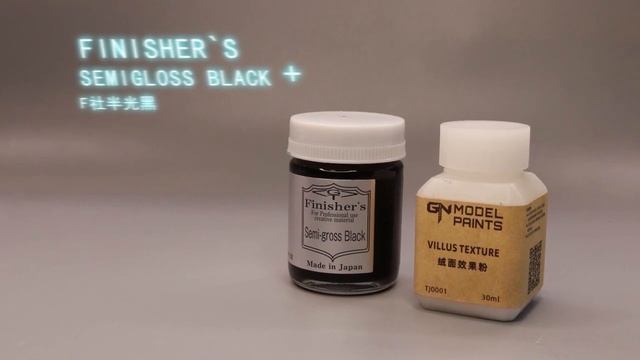 FINISHER`S
SEMIGLOSS BLACK +
F社半光黑
Finisher's
For Professional use
creative material
Semi-gross Black
Made in Japan
GN MODEL
PAINTS
VILLUS TEXTURE
绒面效果粉
TJ0001 30ml